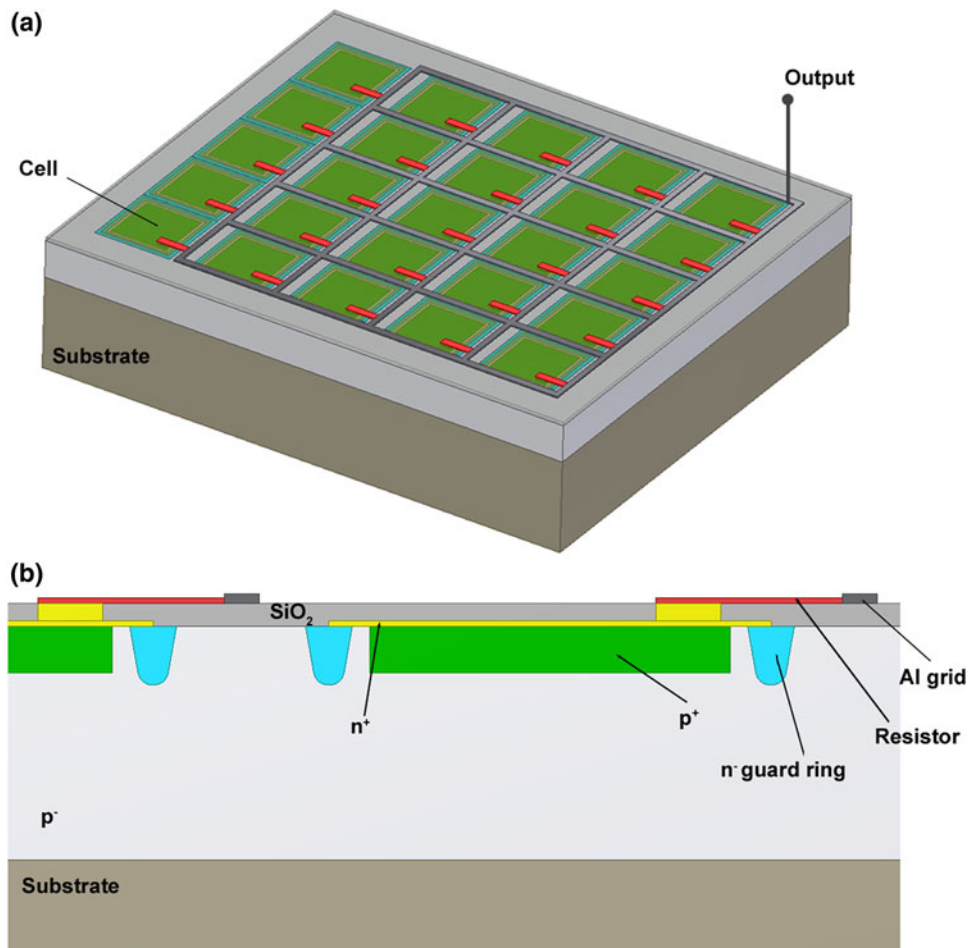 (a)
Output
Cell
Substrate
(b)
SiO₂
Al grid
n⁺
p⁺
Resistor
n⁻ guard ring
p⁻
Substrate